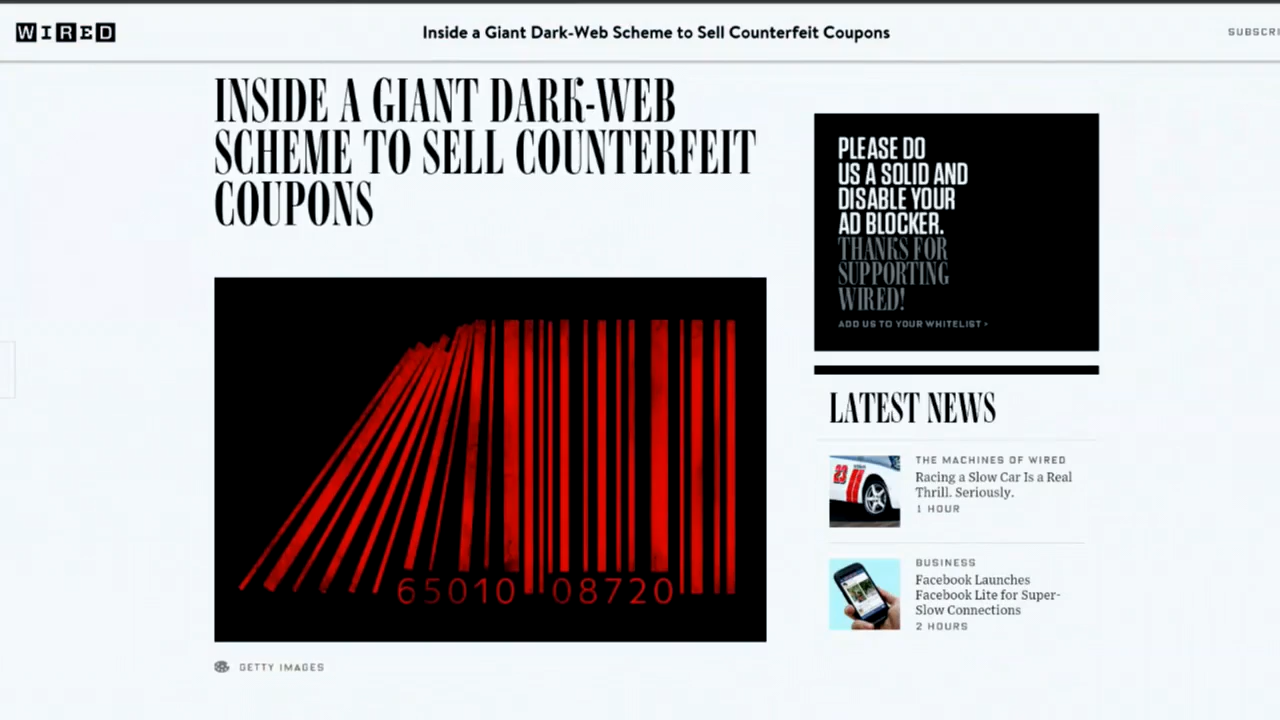 WIRED
Inside a Giant Dark-Web Scheme to Sell Counterfeit Coupons
INSIDE A GIANT DARK-WEB
SCHEME TO SELL COUNTERFEIT
COUPONS
65010 08720
GETTY IMAGES
PLEASE DO
US A SOLID AND
DISABLE YOUR
AD BLOCKER.
THANKS FOR
SUPPORTING
WIRED!
ADD US TO YOUR WHITELIST >
LATEST NEWS
23
THE MACHINES OF WIRED
Racing a Slow Car Is a Real
Thrill. Seriously.
1 HOUR
BUSINESS
Facebook Launches
Facebook Lite for Super-
Slow Connections
2 HOURS